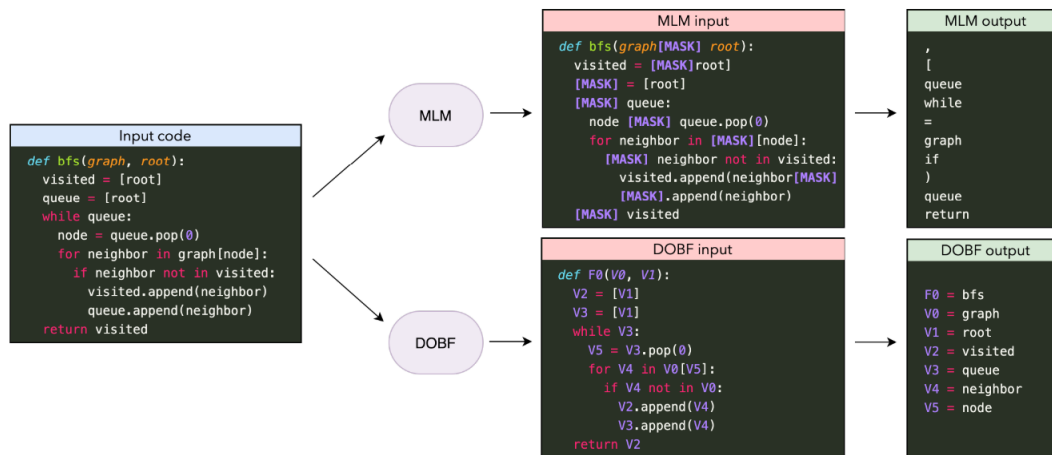 Input code
def bfs(graph, root):
visited = [root]
queue = [root]
while queue:
node = queue.pop(0)
for neighbor in graph[node]:
if neighbor not in visited:
visited.append(neighbor)
queue.append(neighbor)
return visited
MLM
DOBF
MLM input
def bfs(graph[MASK] root):
visited = [MASK]root]
[MASK] = [root]
[MASK] queue:
node [MASK] queue.pop(0)
for neighbor in [MASK][node]:
[MASK] neighbor not in visited:
visited.append(neighbor[MASK]
[MASK].append(neighbor)
[MASK] visited
MLM output
,
[
queue
while
=
graph
if
)
queue
return
DOBF input
def F0(V0, V1):
V2 = [V1]
V3 = [V1]
while V3:
V5 = V3.pop(0)
for V4 in V0[V5]:
if V4 not in V0:
V2.append(V4)
V3.append(V4)
return V2
DOBF output
F0 = bfs
V0 = graph
V1 = root
V2 = visited
V3 = queue
V4 = neighbor
V5 = node